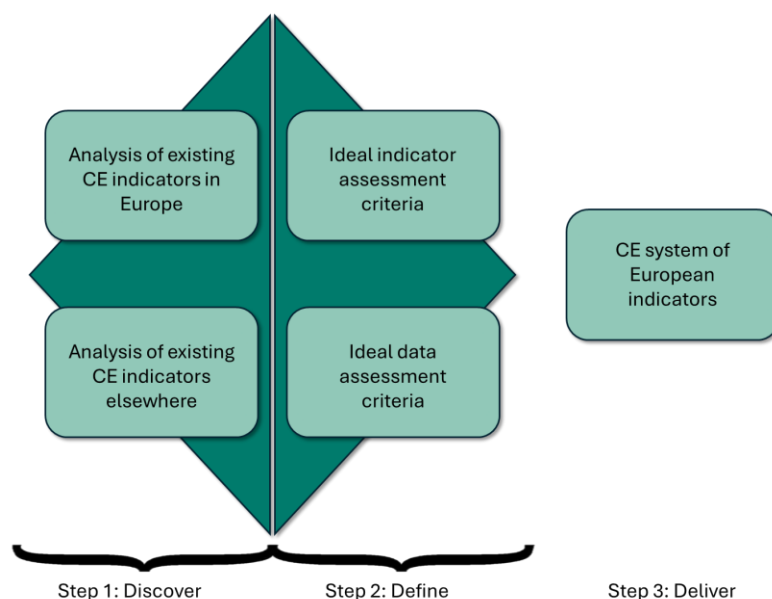 Analysis of existing
CE indicators in
Europe
Ideal indicator
assessment
criteria
CE system of
European
indicators
Analysis of existing
CE indicators
elsewhere
Ideal data
assessment
criteria
Step 1: Discover
Step 2: Define
Step 3: Deliver